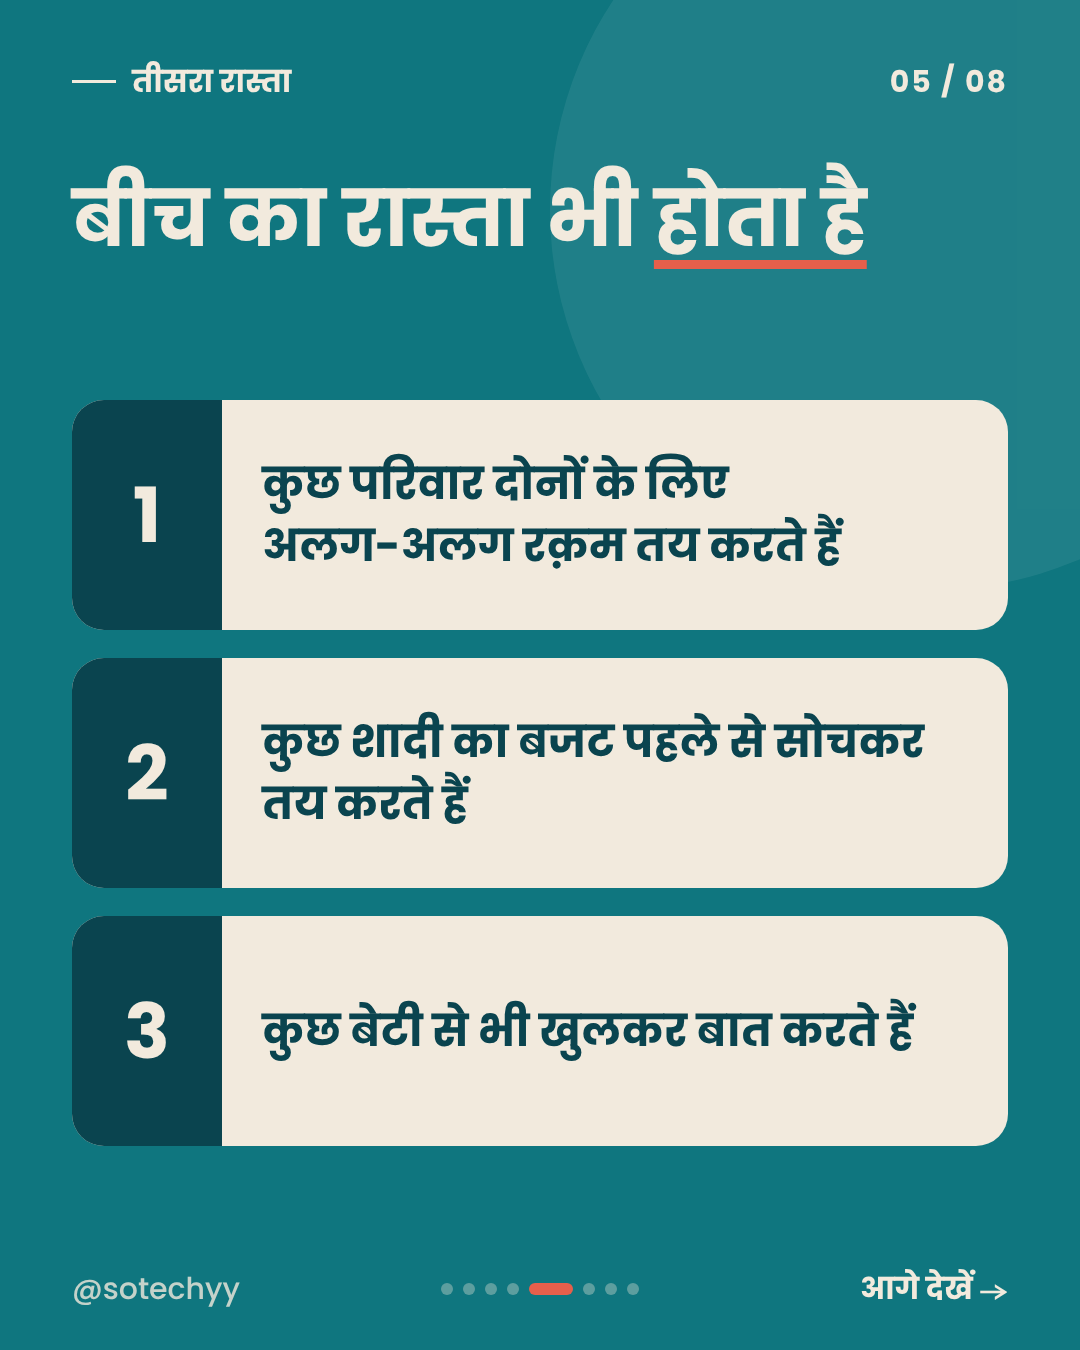 तीसरा रास्ता
05 / 08
बीच का रास्ता भी होता है
1
कुछ परिवार दोनों के लिए
अलग-अलग रक़म तय करते हैं
2
कुछ शादी का बजट पहले से सोचकर
तय करते हैं
3
कुछ बेटी से भी खुलकर बात करते हैं
@sotechyy
आगे देखें →